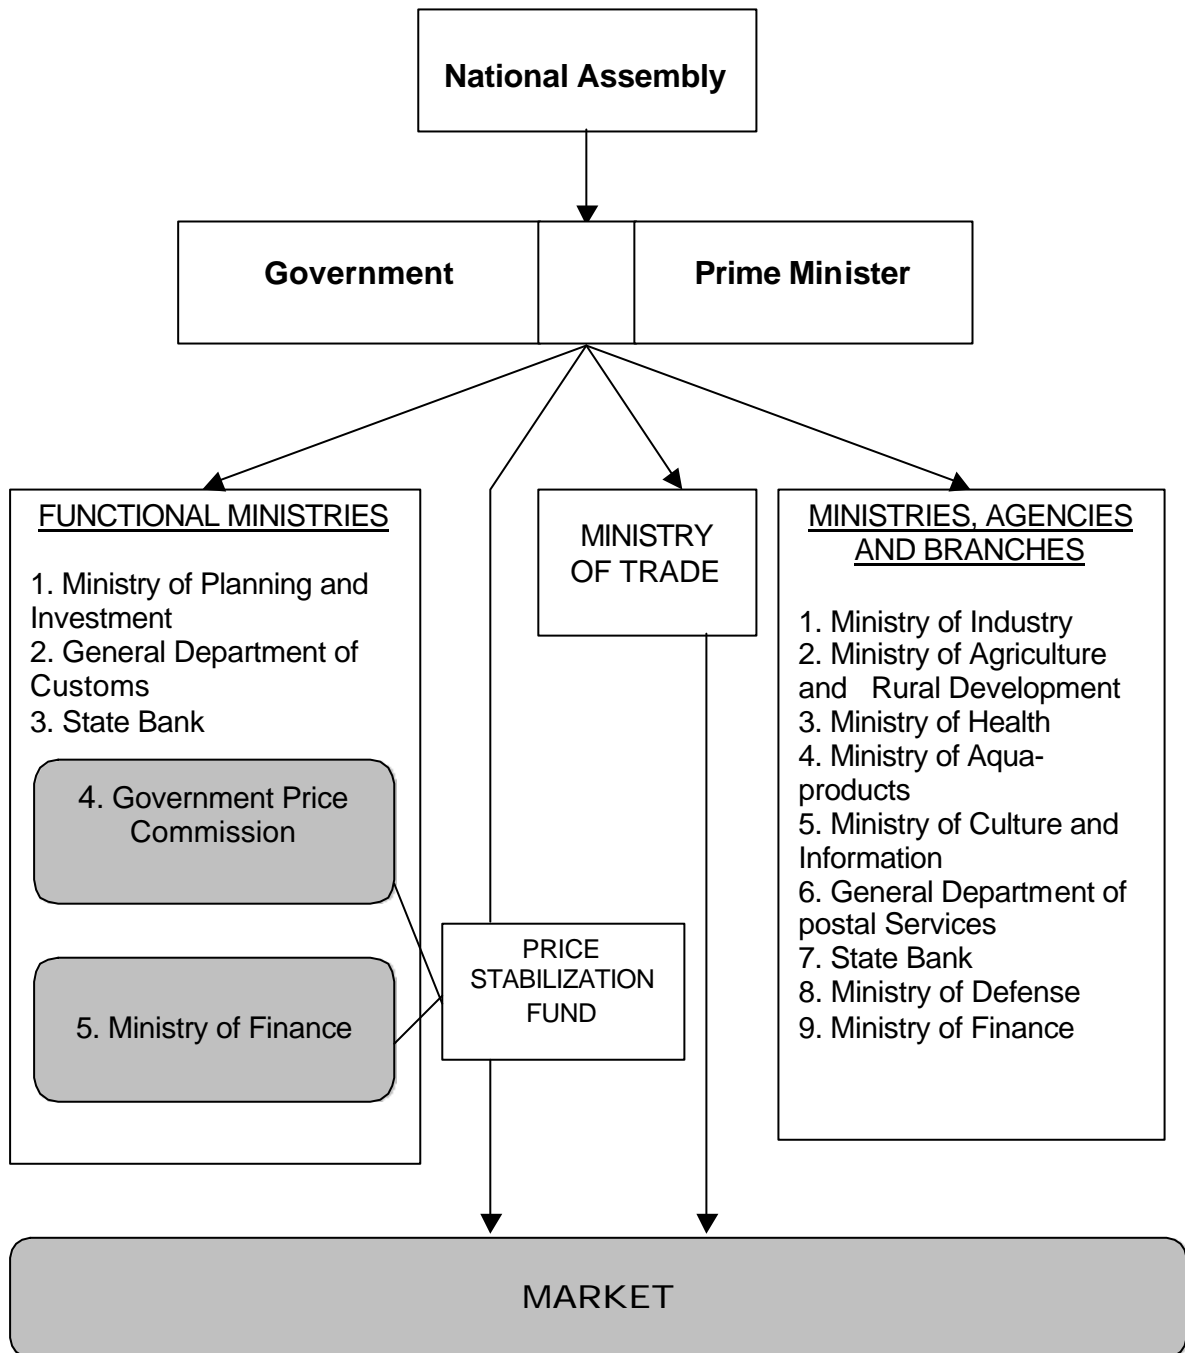 National Assembly
Government
Prime Minister
FUNCTIONAL MINISTRIES
1. Ministry of Planning and
Investment
2. General Department of
Customs
3. State Bank
4. Government Price
Commission
5. Ministry of Finance
PRICE
STABILIZATION
FUND
MINISTRY
OF TRADE
MINISTRIES, AGENCIES
AND BRANCHES
1. Ministry of Industry
2. Ministry of Agriculture
and Rural Development
3. Ministry of Health
4. Ministry of Aqua-
products
5. Ministry of Culture and
Information
6. General Department of
postal Services
7. State Bank
8. Ministry of Defense
9. Ministry of Finance
MARKET